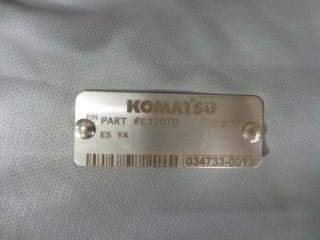 KOMATSU
P/N PART #EJ2070
ES YA
034733-001